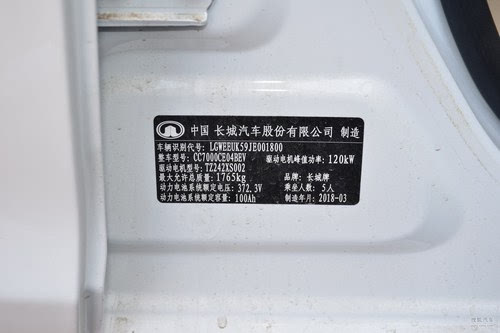 中国 长城汽车股份有限公司 制造
车辆识别代号: LGWEEUK59JE001800
整车型号: CC7000CE04BEV 驱动电机峰值功率: 120kW
驱动电机型号: TZ242XS002
最大允许总质量: 1765kg 品牌: 长城牌
动力电池系统额定电压: 372.3V 乘坐人数: 5人
动力电池系统额定容量: 100Ah 制造年月: 2018-03